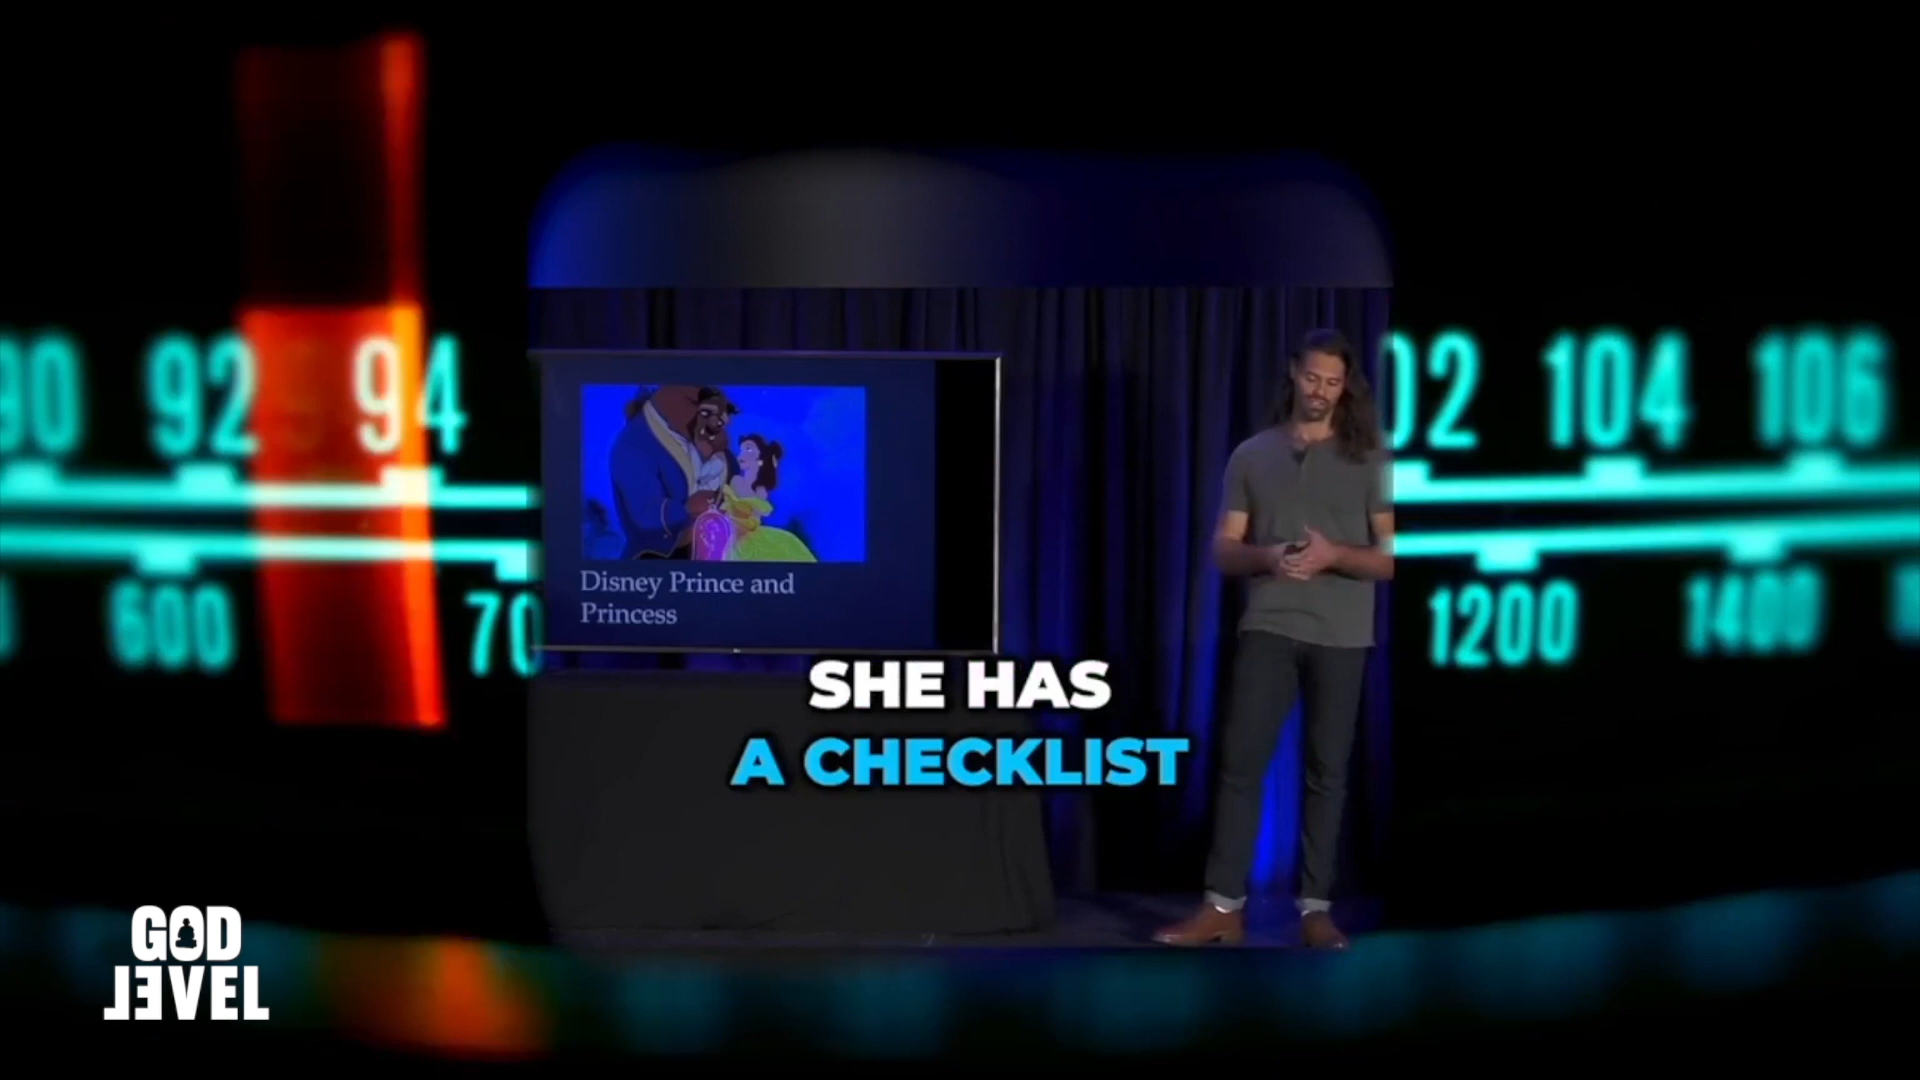 90 92 94
02 104 106
600 70
1200 1400
Disney Prince and
Princess
SHE HAS
A CHECKLIST
GOD
LEVEL